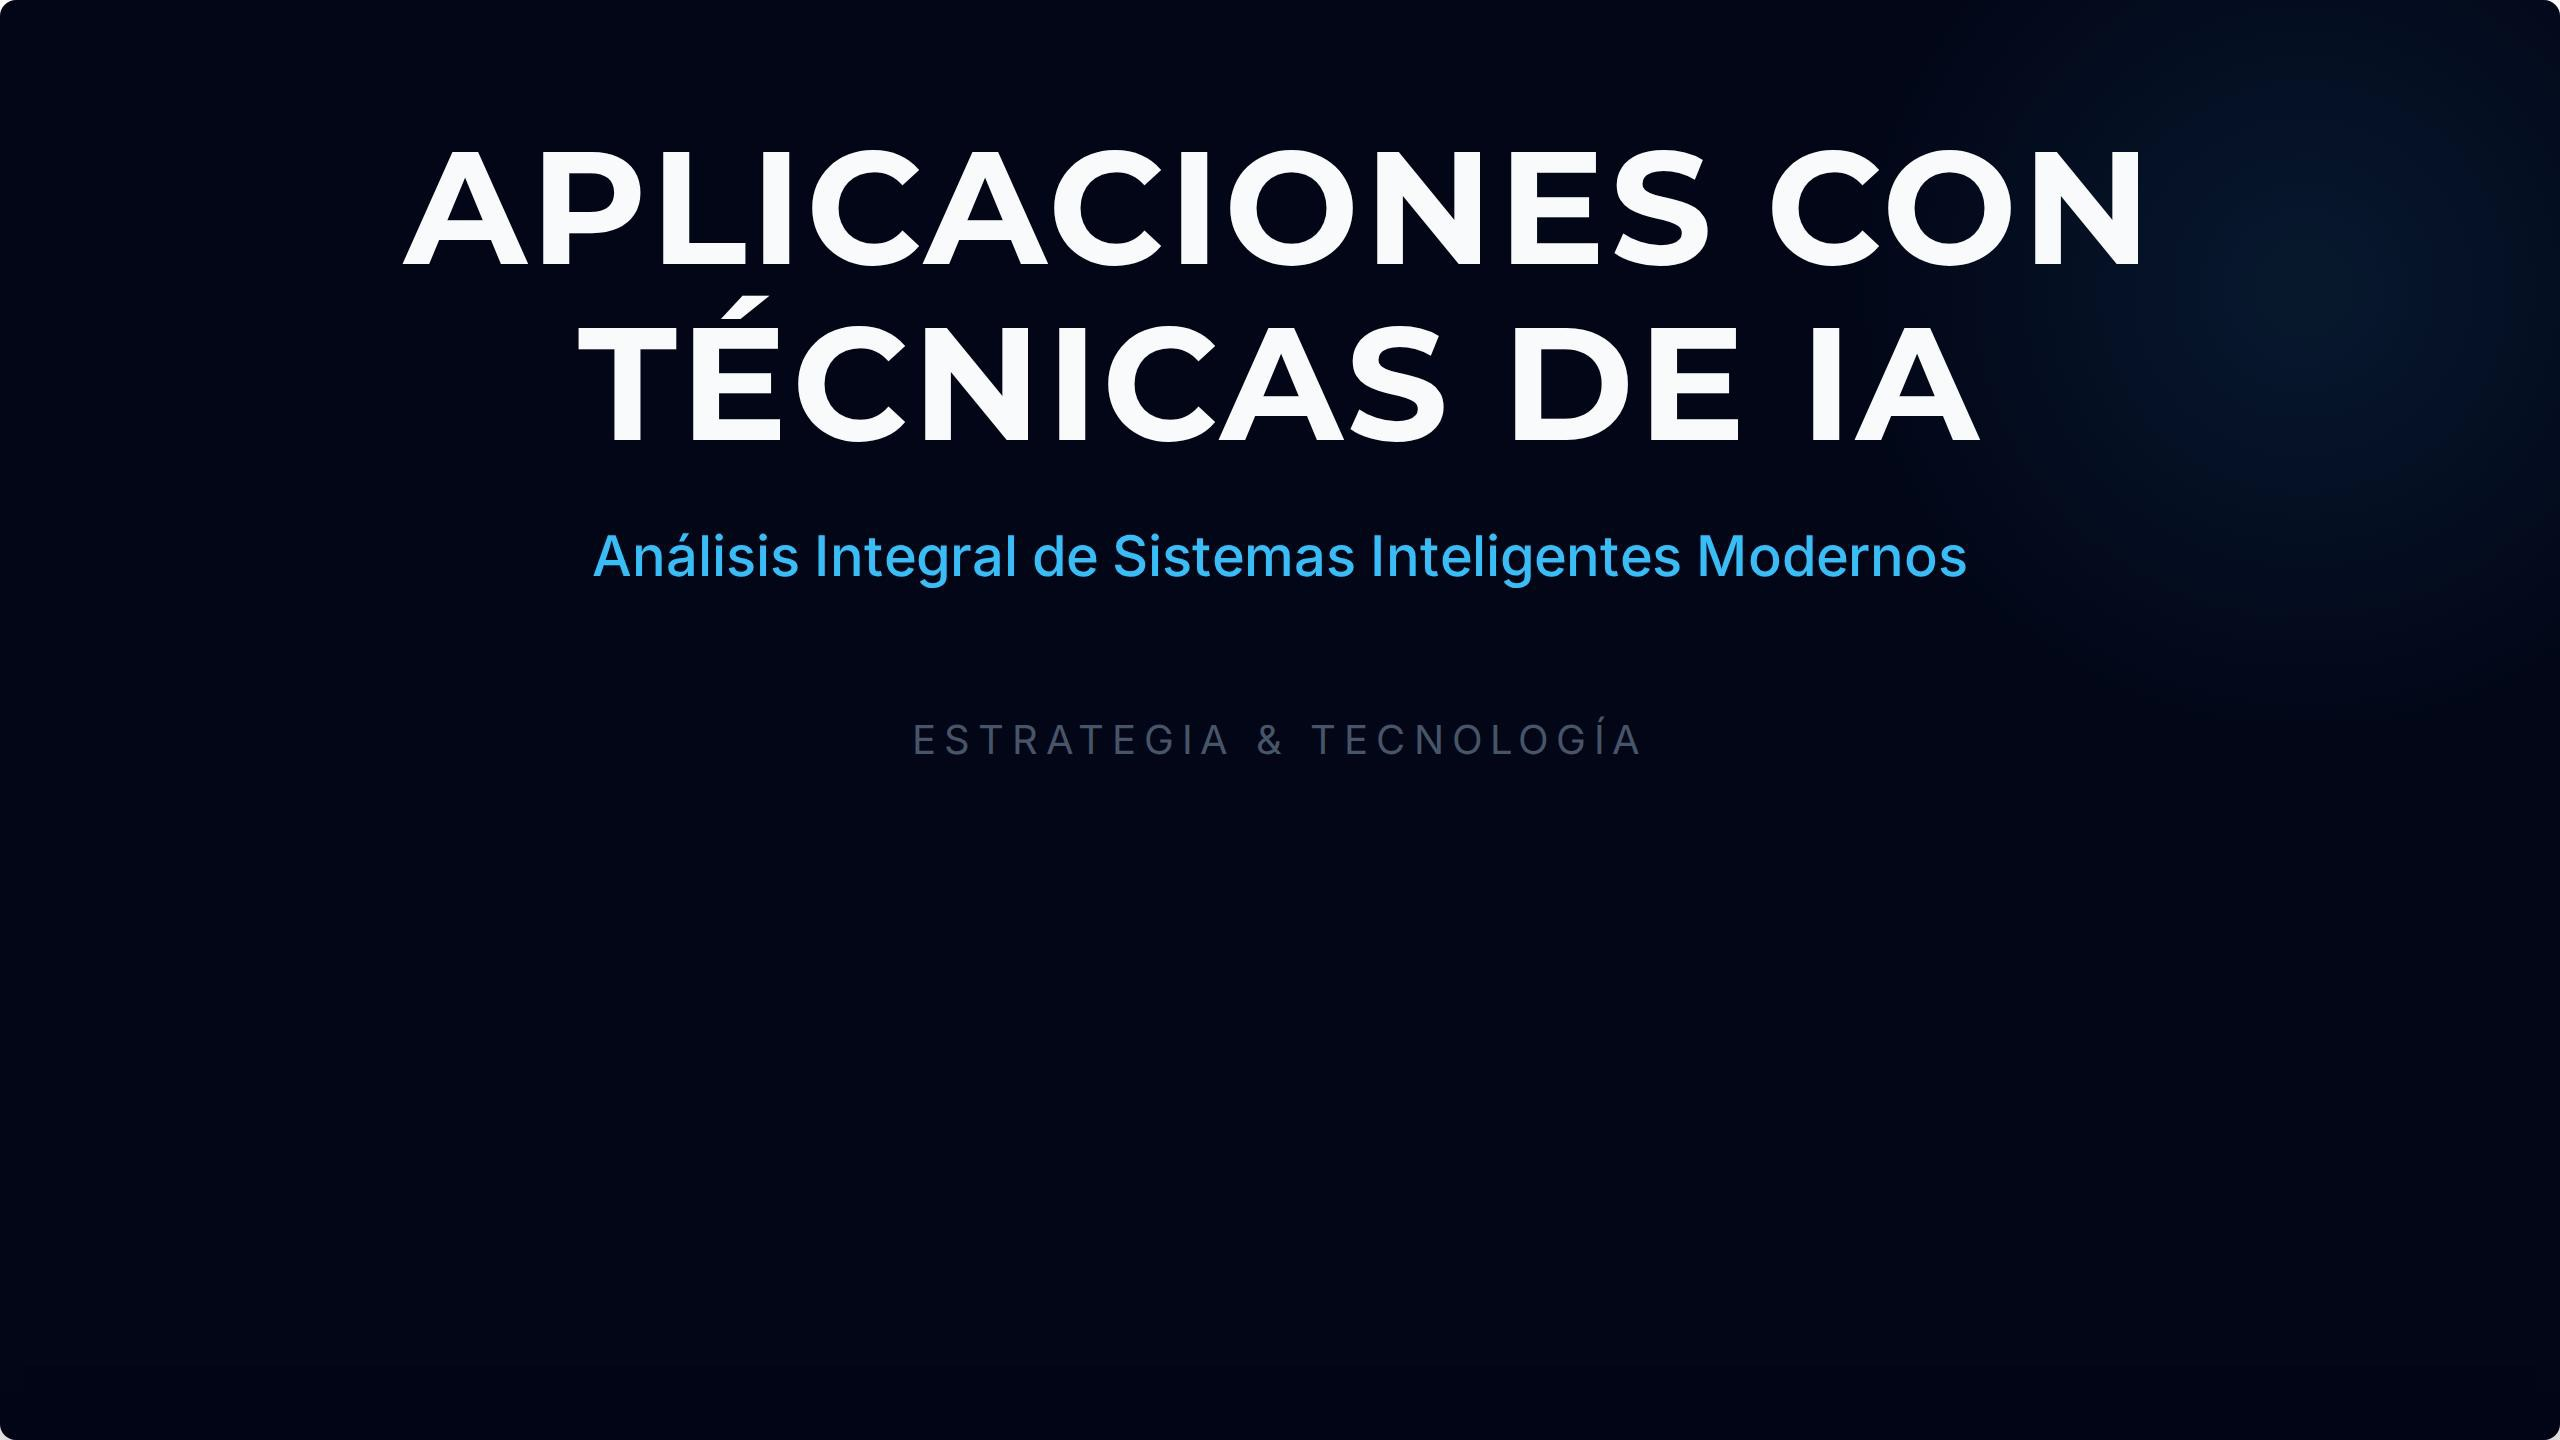 APLICACIONES CON
TÉCNICAS DE IA
Análisis Integral de Sistemas Inteligentes Modernos
ESTRATEGIA & TECNOLOGÍA